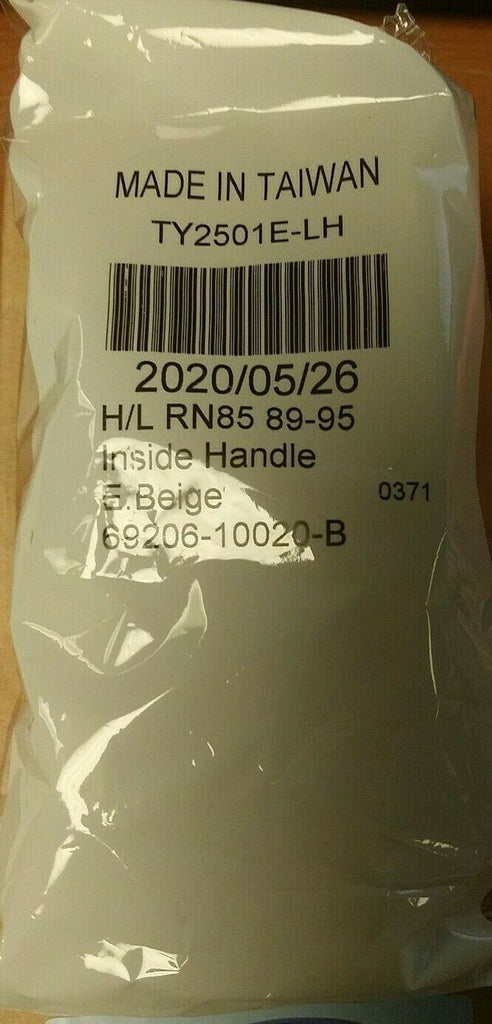 MADE IN TAIWAN
TY2501E-LH
2020/05/26
H/L RN85 89-95
Inside Handle
E.Beige 0371
69206-10020-B